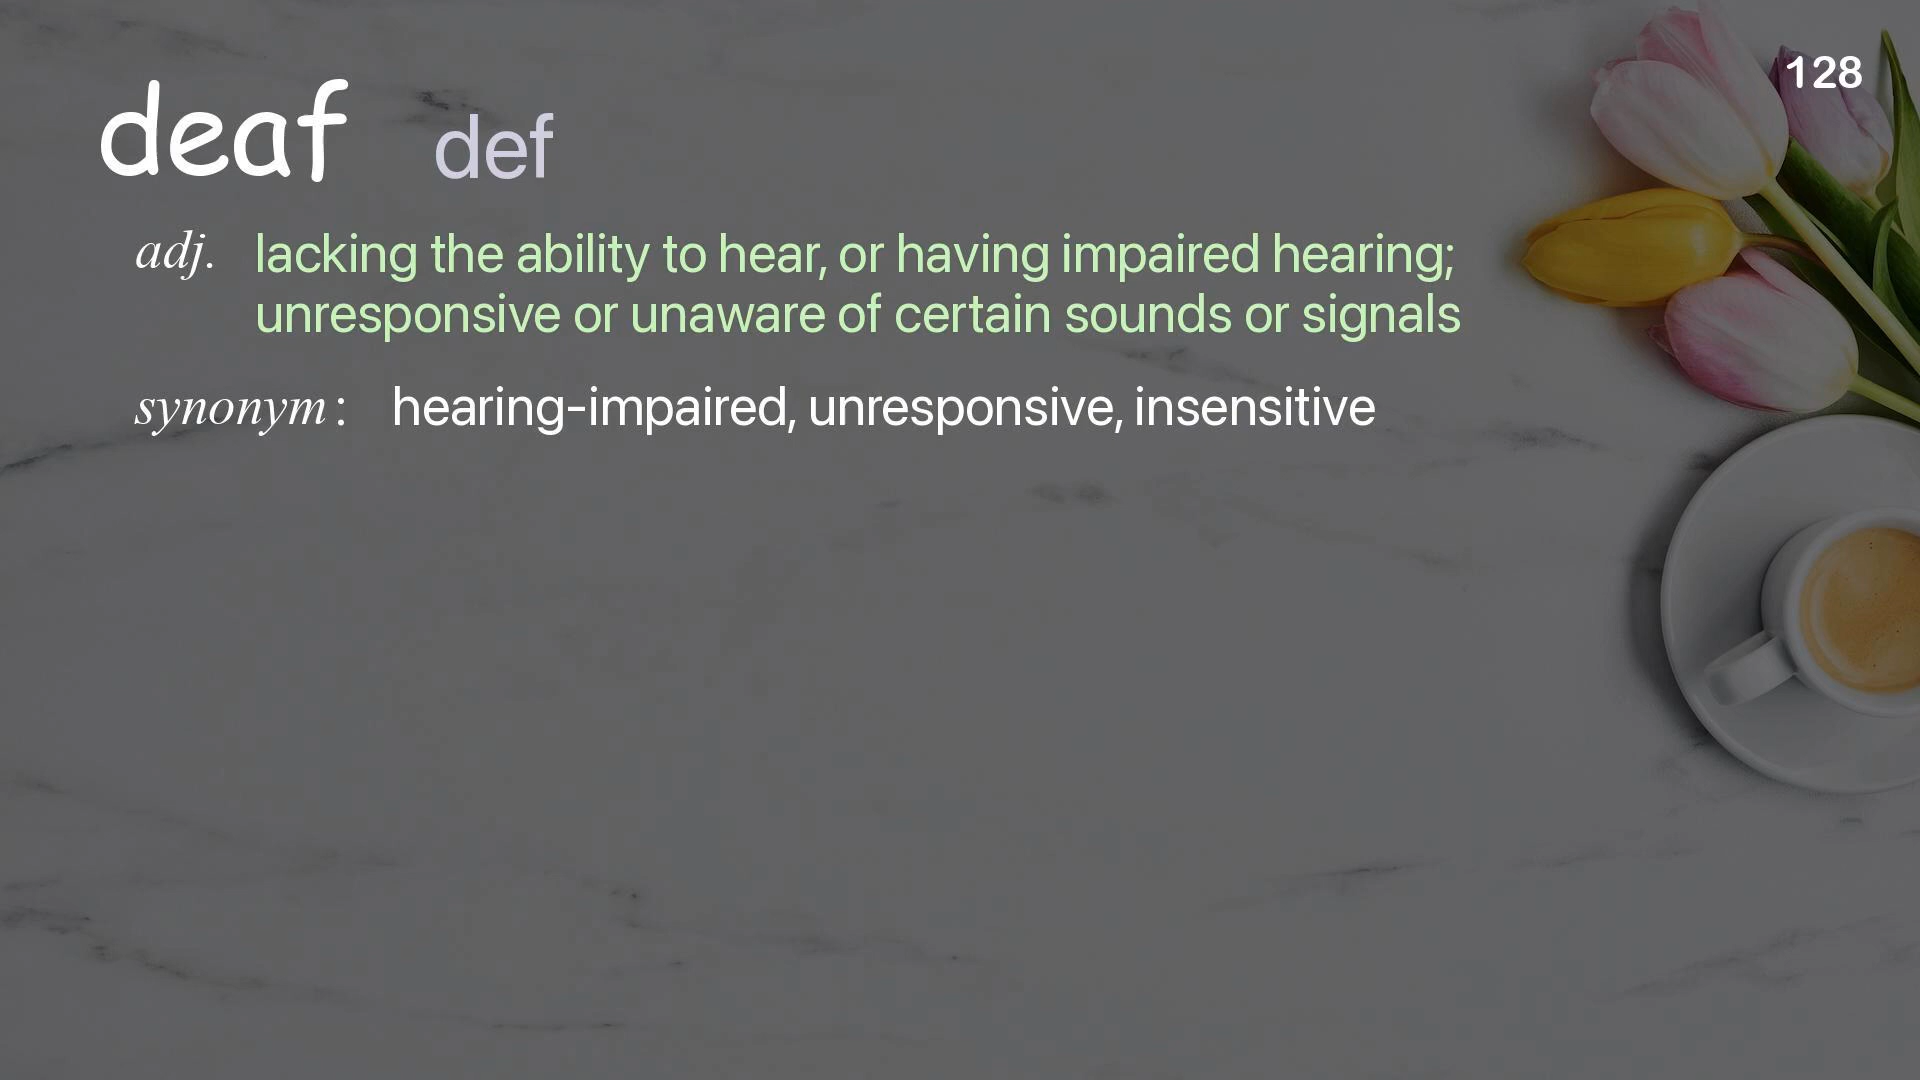 128
deaf def
adj. lacking the ability to hear, or having impaired hearing;
unresponsive or unaware of certain sounds or signals
synonym : hearing-impaired, unresponsive, insensitive